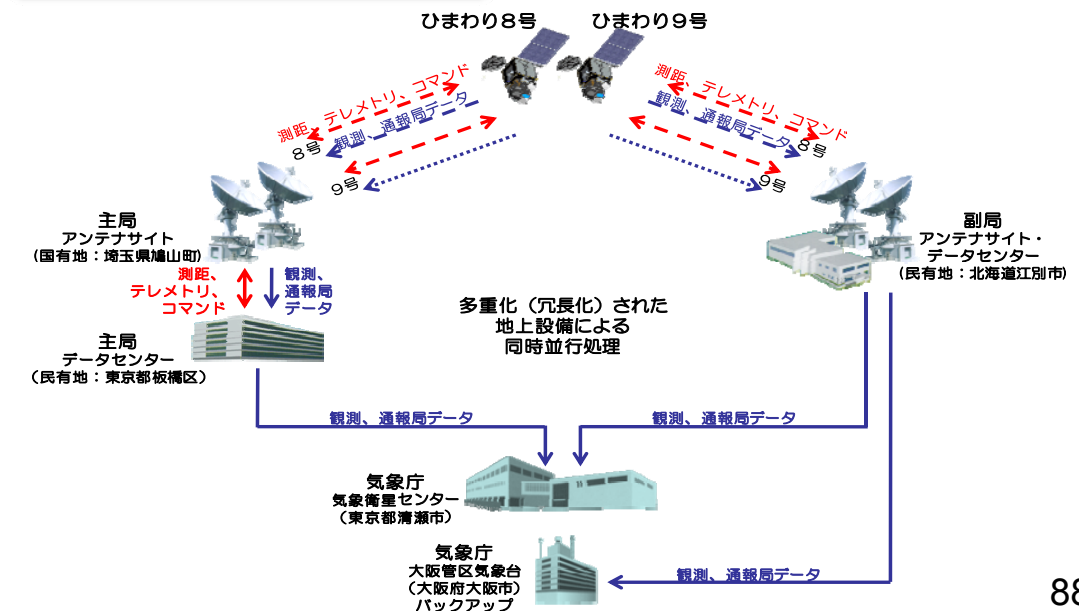 ひまわり8号
ひまわり9号
測距、テレメトリ、コマンド
観測、通報局データ
8号
9号
測距、テレメトリ、コマンド
観測、通報局データ
8号
9号
主局
アンテナサイト
(国有地：埼玉県鳩山町)
副局
アンテナサイト・
データセンター
(民有地：北海道江別市)
測距、
テレメトリ、
コマンド
観測、
通報局
データ
多重化（冗長化）された
地上設備による
同時並行処理
主局
データセンター
（民有地：東京都板橋区）
観測、通報局データ
観測、通報局データ
気象庁
気象衛星センター
（東京都清瀬市）
気象庁
大阪管区気象台
（大阪府大阪市）
バックアップ
観測、通報局データ
88